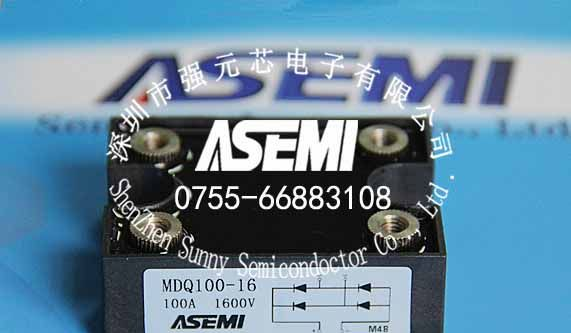 ASEMI
深圳市强元芯电子有限公司
ASEMI
0755-66883108
ShenZhen Sunny Semiconductor Co., Ltd.
MDQ100-16
100A 1600V
ASEMI
M48